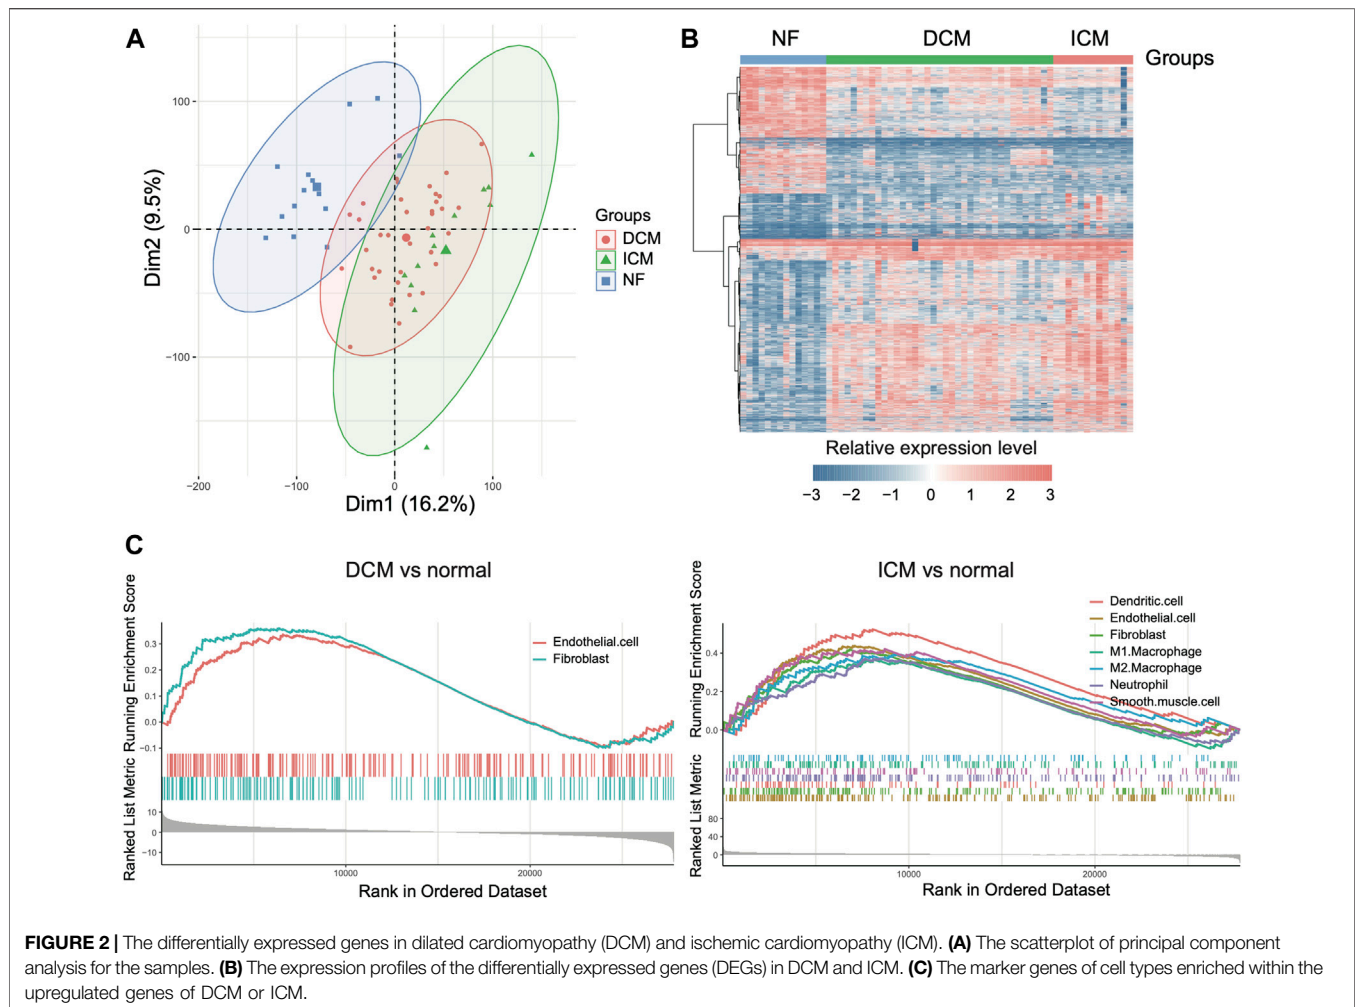 A
Dim2 (9.5%)
100
0
−100
−200
−100
0
100
Dim1 (16.2%)
Groups
DCM
ICM
NF
B
NF
DCM
ICM
Groups
Relative expression level
−3 −2 −1 0 1 2 3
C
DCM vs normal
Running Enrichment Score
0.3
0.2
0.1
0.0
−0.1
Endothelial.cell
Fibroblast
Ranked List Metric
10
0
−10
10000
20000
Rank in Ordered Dataset
ICM vs normal
Running Enrichment Score
0.4
0.2
0.0
Dendritic.cell
Endothelial.cell
Fibroblast
M1.Macrophage
M2.Macrophage
Neutrophil
Smooth.muscle.cell
Ranked List Metric
80
40
0
10000
20000
Rank in Ordered Dataset
FIGURE 2 | The differentially expressed genes in dilated cardiomyopathy (DCM) and ischemic cardiomyopathy (ICM). (A) The scatterplot of principal component
analysis for the samples. (B) The expression profiles of the differentially expressed genes (DEGs) in DCM and ICM. (C) The marker genes of cell types enriched within the
upregulated genes of DCM or ICM.